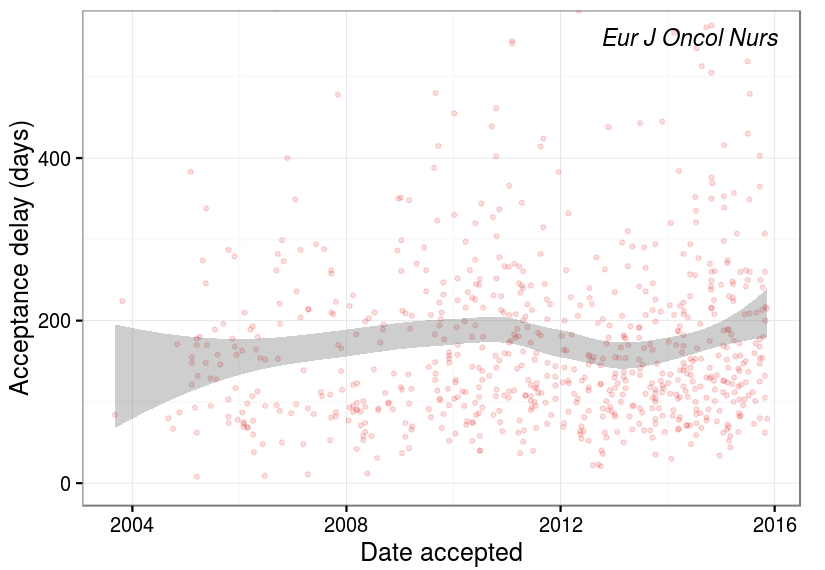 Eur J Oncol Nurs
Acceptance delay (days)
400
200
0
2004 2008 2012 2016
Date accepted